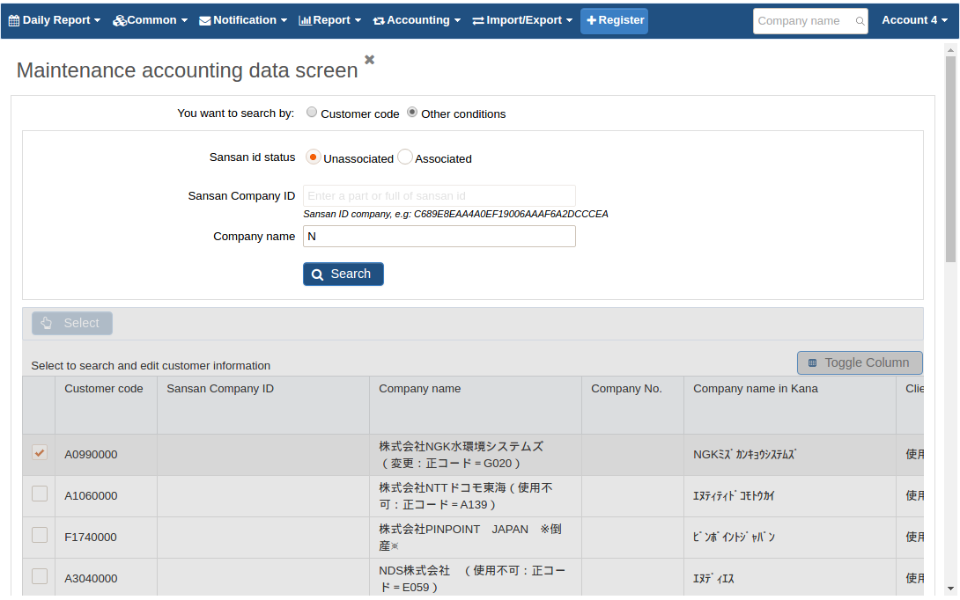 Daily Report Common Notification Report Accounting Import/Export Register Company name Account 4
Maintenance accounting data screen
You want to search by: Customer code Other conditions
Sansan id status Unassociated Associated
Sansan Company ID Enter a part or full of sansan id
Sansan ID company, e.g: C689E8EAA4A0EF19006AAAF6A2DCCCEA
Company name N
Search
Select
Select to search and edit customer information Toggle Column
Customer code Sansan Company ID Company name Company No. Company name in Kana Clie
A0990000 株式会社NGK水環境システムズ
（変更：正コード＝G020） NGKﾐｽﾞｶﾝｷｮｳｼｽﾃﾑｽﾞ 使用
A1060000 株式会社NTTドコモ東海（使用不
可：正コード＝A139） ｴﾇﾃｨﾃｨﾄﾞｺﾓﾄｳｶｲ 使用
F1740000 株式会社PINPOINT　JAPAN　※倒
産※ ﾋﾟﾝﾎﾟｲﾝﾄｼﾞｬﾊﾟﾝ 使用
A3040000 NDS株式会社　（使用不可：正コー
ド＝E059） ｴﾇﾃﾞｨｴｽ 使用